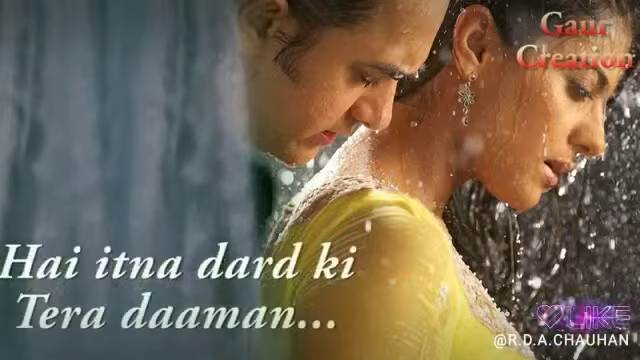 Gaur
Creation
Hai itna dard ki
Tera daaman...
LIKE
@R.D.A.CHAUHAN